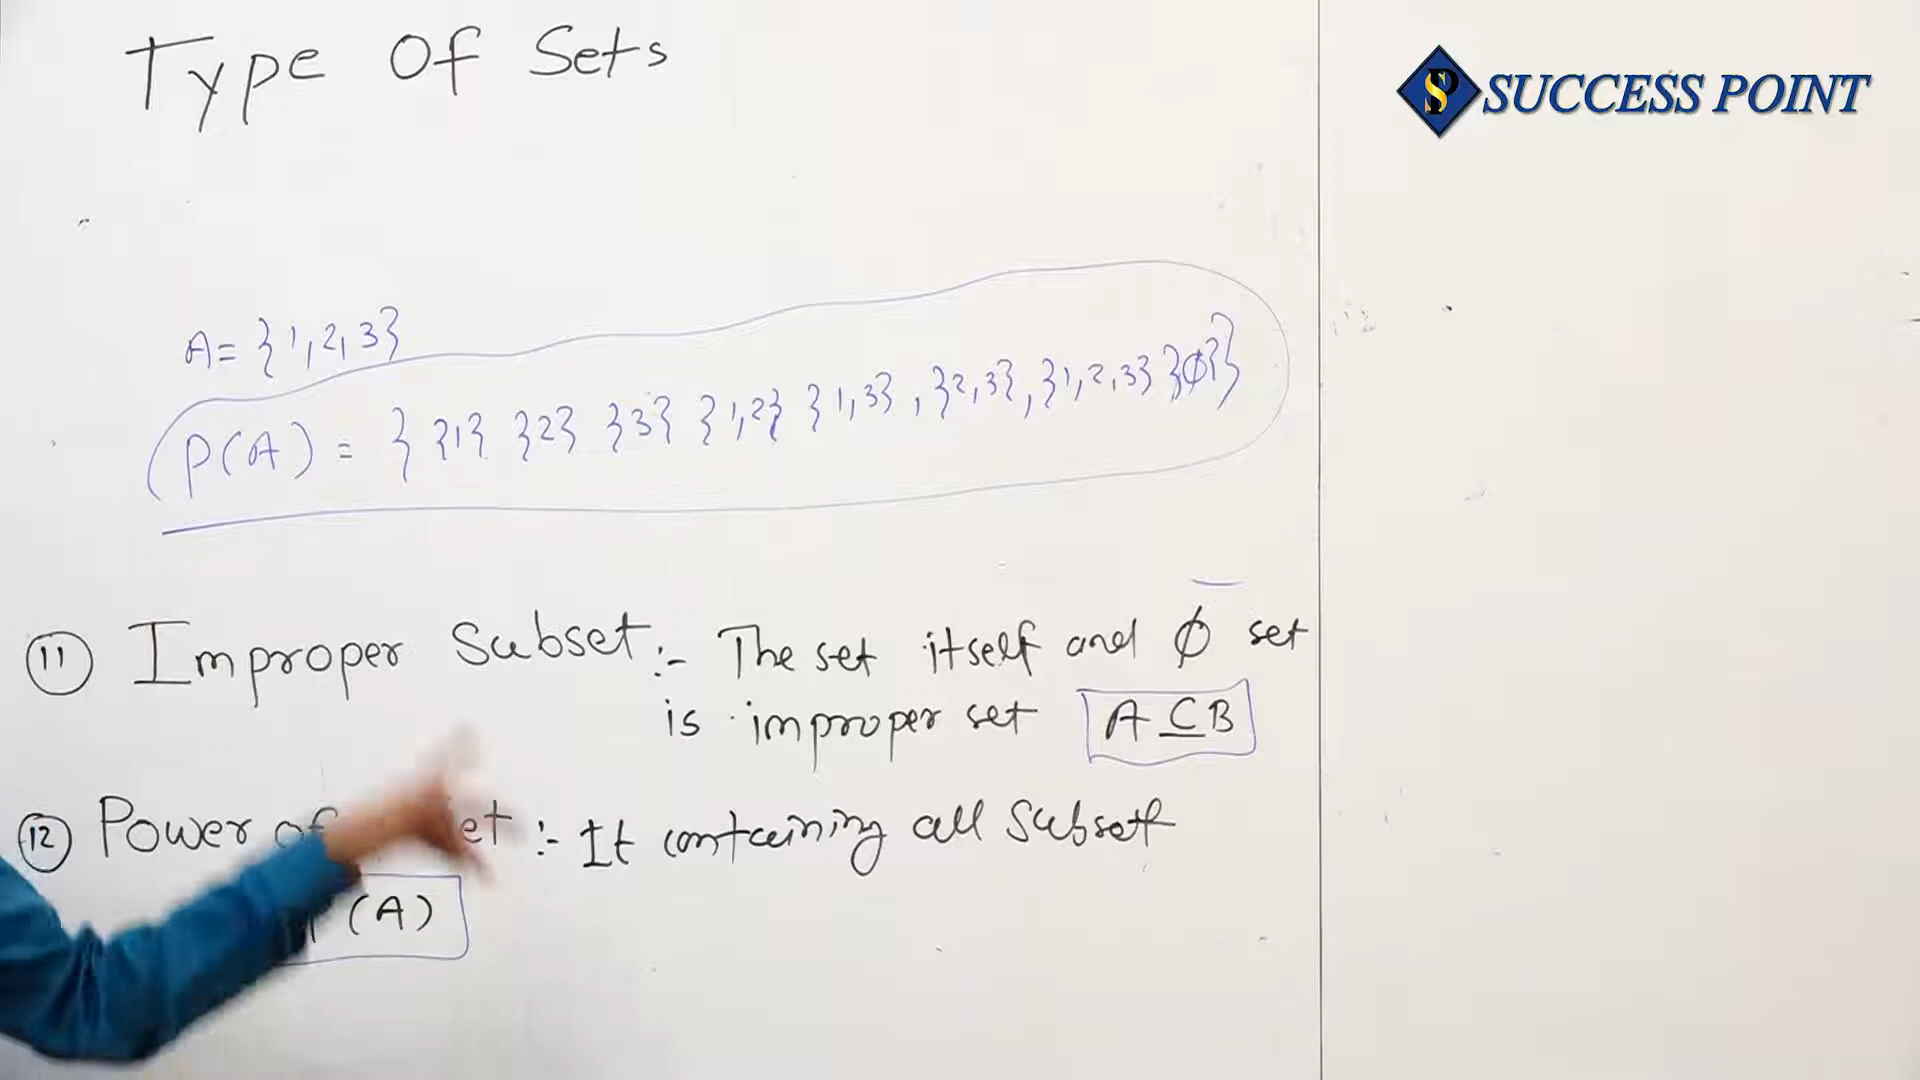 Type Of Sets
SUCCESS POINT
A = {1, 2, 3}
P(A) = { {1} {2} {3} {1,2} {1,3} , {2,3} , {1,2,3} {ϕ} }
11 Improper Subset :- The set itself and ϕ set
is improper set A ⊆ B
12 Power of et :- It containing all subset
(A)